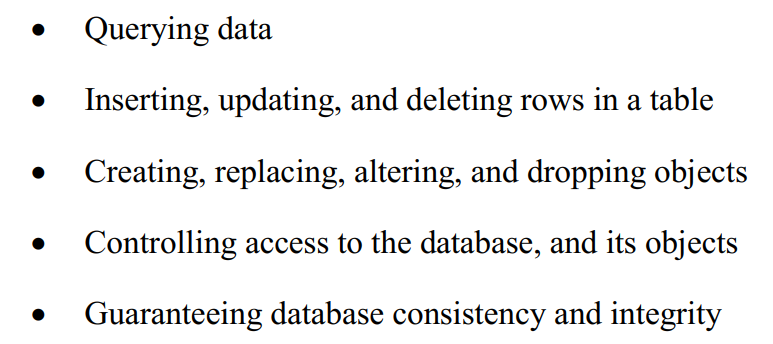 • Querying data
• Inserting, updating, and deleting rows in a table
• Creating, replacing, altering, and dropping objects
• Controlling access to the database, and its objects
• Guaranteeing database consistency and integrity